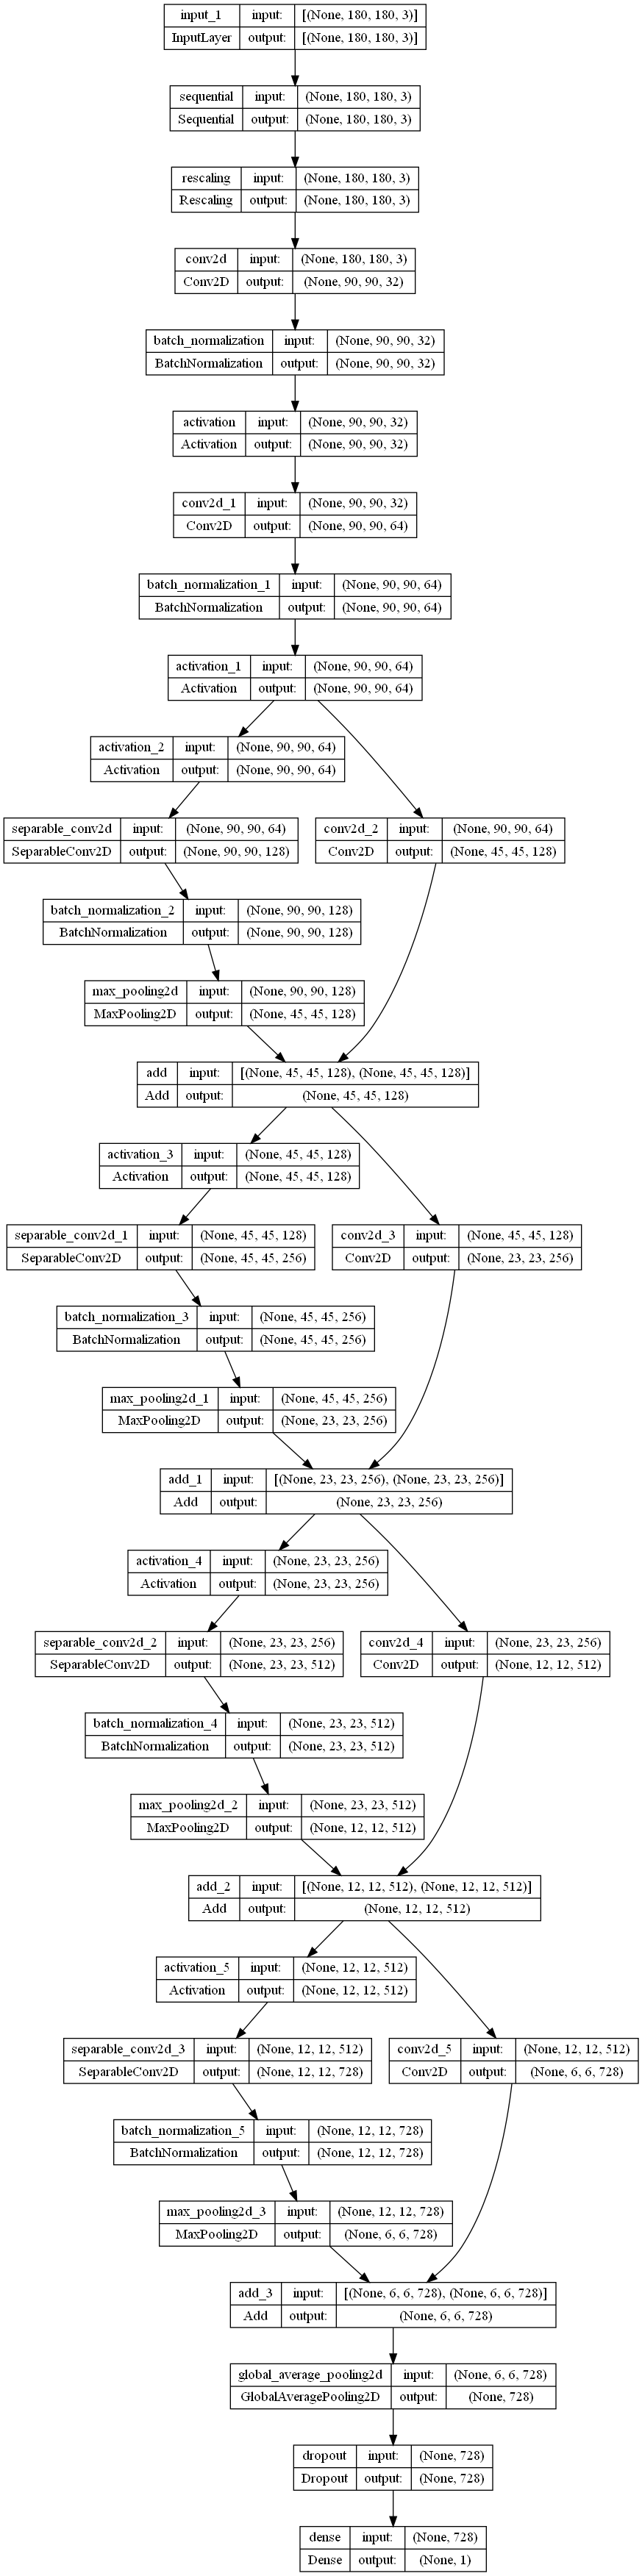 input_1 input: [(None, 180, 180, 3)]
InputLayer output: [(None, 180, 180, 3)]
sequential input: (None, 180, 180, 3)
Sequential output: (None, 180, 180, 3)
rescaling input: (None, 180, 180, 3)
Rescaling output: (None, 180, 180, 3)
conv2d input: (None, 180, 180, 3)
Conv2D output: (None, 90, 90, 32)
batch_normalization input: (None, 90, 90, 32)
BatchNormalization output: (None, 90, 90, 32)
activation input: (None, 90, 90, 32)
Activation output: (None, 90, 90, 32)
conv2d_1 input: (None, 90, 90, 32)
Conv2D output: (None, 90, 90, 64)
batch_normalization_1 input: (None, 90, 90, 64)
BatchNormalization output: (None, 90, 90, 64)
activation_1 input: (None, 90, 90, 64)
Activation output: (None, 90, 90, 64)
activation_2 input: (None, 90, 90, 64)
Activation output: (None, 90, 90, 64)
separable_conv2d input: (None, 90, 90, 64)
SeparableConv2D output: (None, 90, 90, 128)
conv2d_2 input: (None, 90, 90, 64)
Conv2D output: (None, 45, 45, 128)
batch_normalization_2 input: (None, 90, 90, 128)
BatchNormalization output: (None, 90, 90, 128)
max_pooling2d input: (None, 90, 90, 128)
MaxPooling2D output: (None, 45, 45, 128)
add input: [(None, 45, 45, 128), (None, 45, 45, 128)]
Add output: (None, 45, 45, 128)
activation_3 input: (None, 45, 45, 128)
Activation output: (None, 45, 45, 128)
separable_conv2d_1 input: (None, 45, 45, 128)
SeparableConv2D output: (None, 45, 45, 256)
conv2d_3 input: (None, 45, 45, 128)
Conv2D output: (None, 23, 23, 256)
batch_normalization_3 input: (None, 45, 45, 256)
BatchNormalization output: (None, 45, 45, 256)
max_pooling2d_1 input: (None, 45, 45, 256)
MaxPooling2D output: (None, 23, 23, 256)
add_1 input: [(None, 23, 23, 256), (None, 23, 23, 256)]
Add output: (None, 23, 23, 256)
activation_4 input: (None, 23, 23, 256)
Activation output: (None, 23, 23, 256)
separable_conv2d_2 input: (None, 23, 23, 256)
SeparableConv2D output: (None, 23, 23, 512)
conv2d_4 input: (None, 23, 23, 256)
Conv2D output: (None, 12, 12, 512)
batch_normalization_4 input: (None, 23, 23, 512)
BatchNormalization output: (None, 23, 23, 512)
max_pooling2d_2 input: (None, 23, 23, 512)
MaxPooling2D output: (None, 12, 12, 512)
add_2 input: [(None, 12, 12, 512), (None, 12, 12, 512)]
Add output: (None, 12, 12, 512)
activation_5 input: (None, 12, 12, 512)
Activation output: (None, 12, 12, 512)
separable_conv2d_3 input: (None, 12, 12, 512)
SeparableConv2D output: (None, 12, 12, 728)
conv2d_5 input: (None, 12, 12, 512)
Conv2D output: (None, 6, 6, 728)
batch_normalization_5 input: (None, 12, 12, 728)
BatchNormalization output: (None, 12, 12, 728)
max_pooling2d_3 input: (None, 12, 12, 728)
MaxPooling2D output: (None, 6, 6, 728)
add_3 input: [(None, 6, 6, 728), (None, 6, 6, 728)]
Add output: (None, 6, 6, 728)
global_average_pooling2d input: (None, 6, 6, 728)
GlobalAveragePooling2D output: (None, 728)
dropout input: (None, 728)
Dropout output: (None, 728)
dense input: (None, 728)
Dense output: (None, 1)